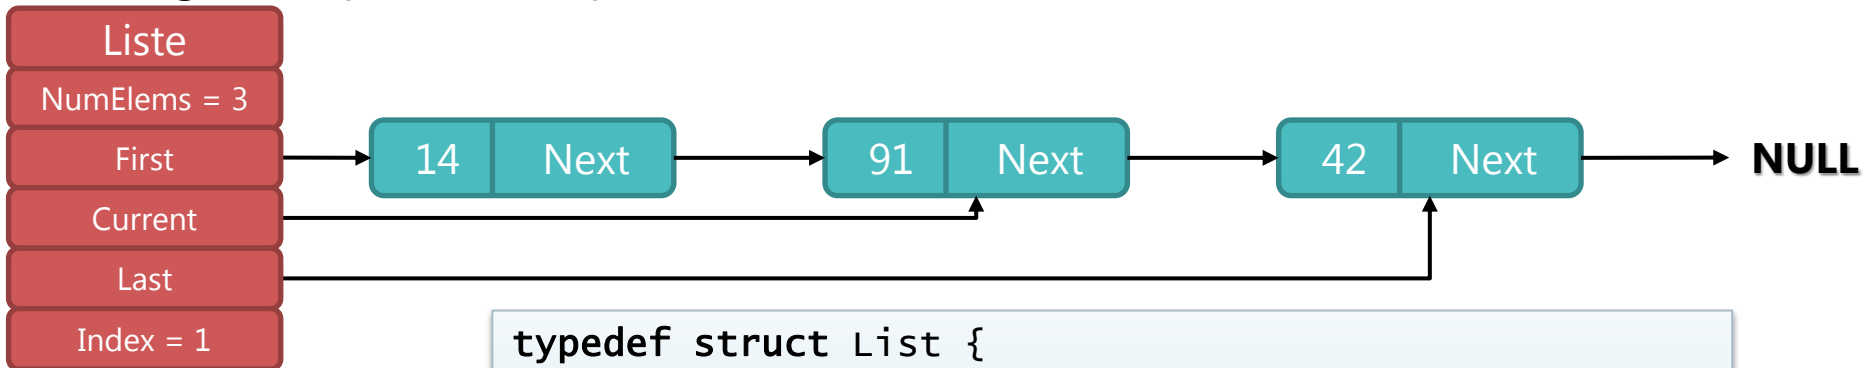 Liste
NumElems = 3
First
Current
Last
Index = 1
14 Next
91 Next
42 Next
NULL
typedef struct List {